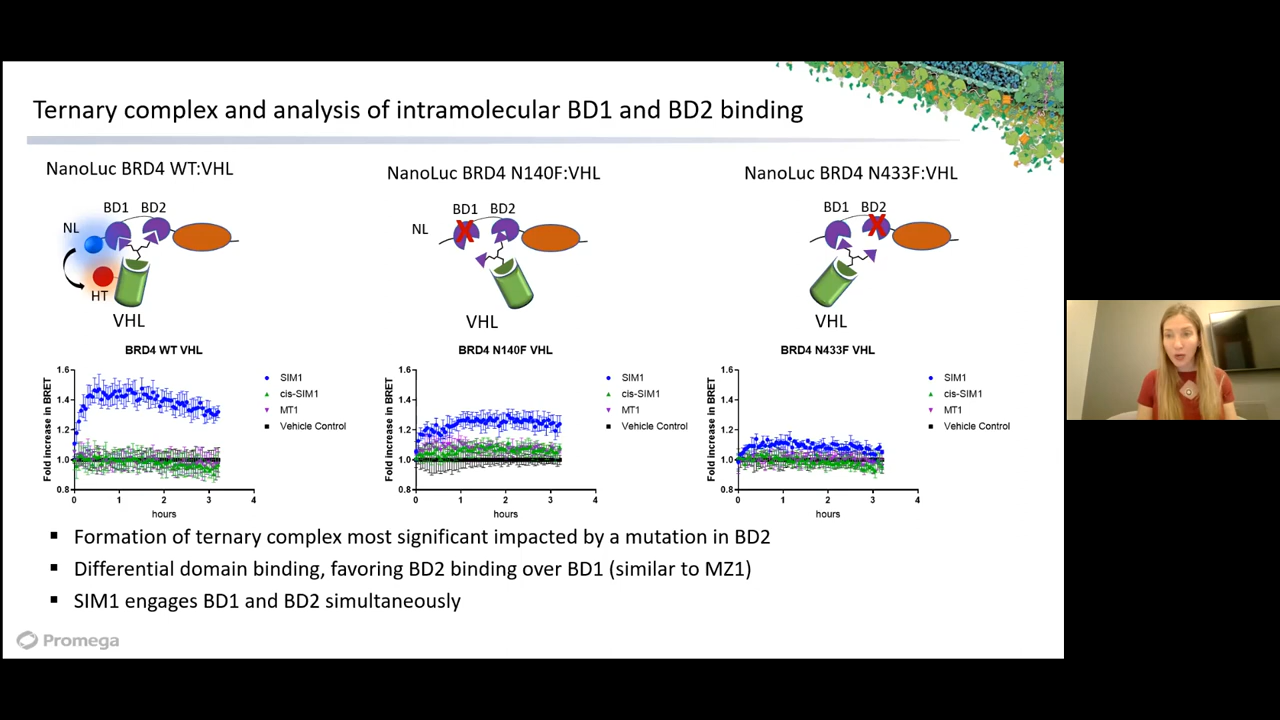 Ternary complex and analysis of intramolecular BD1 and BD2 binding
NanoLuc BRD4 WT:VHL
BD1 BD2
NL
HT
VHL
NanoLuc BRD4 N140F:VHL
BD1 BD2
NL
VHL
NanoLuc BRD4 N433F:VHL
BD1 BD2
VHL
BRD4 WT VHL
Fold increase in BRET
1.6
1.4
1.2
1.0
0.8
0 1 2 3 4
hours
SIM1
cis-SIM1
MT1
Vehicle Control
BRD4 N140F VHL
Fold increase in BRET
1.6
1.4
1.2
1.0
0.8
0 1 2 3 4
hours
SIM1
cis-SIM1
MT1
Vehicle Control
BRD4 N433F VHL
Fold increase in BRET
1.6
1.4
1.2
1.0
0.8
0 1 2 3 4
hours
SIM1
cis-SIM1
MT1
Vehicle Control
▪ Formation of ternary complex most significant impacted by a mutation in BD2
▪ Differential domain binding, favoring BD2 binding over BD1 (similar to MZ1)
▪ SIM1 engages BD1 and BD2 simultaneously
Promega